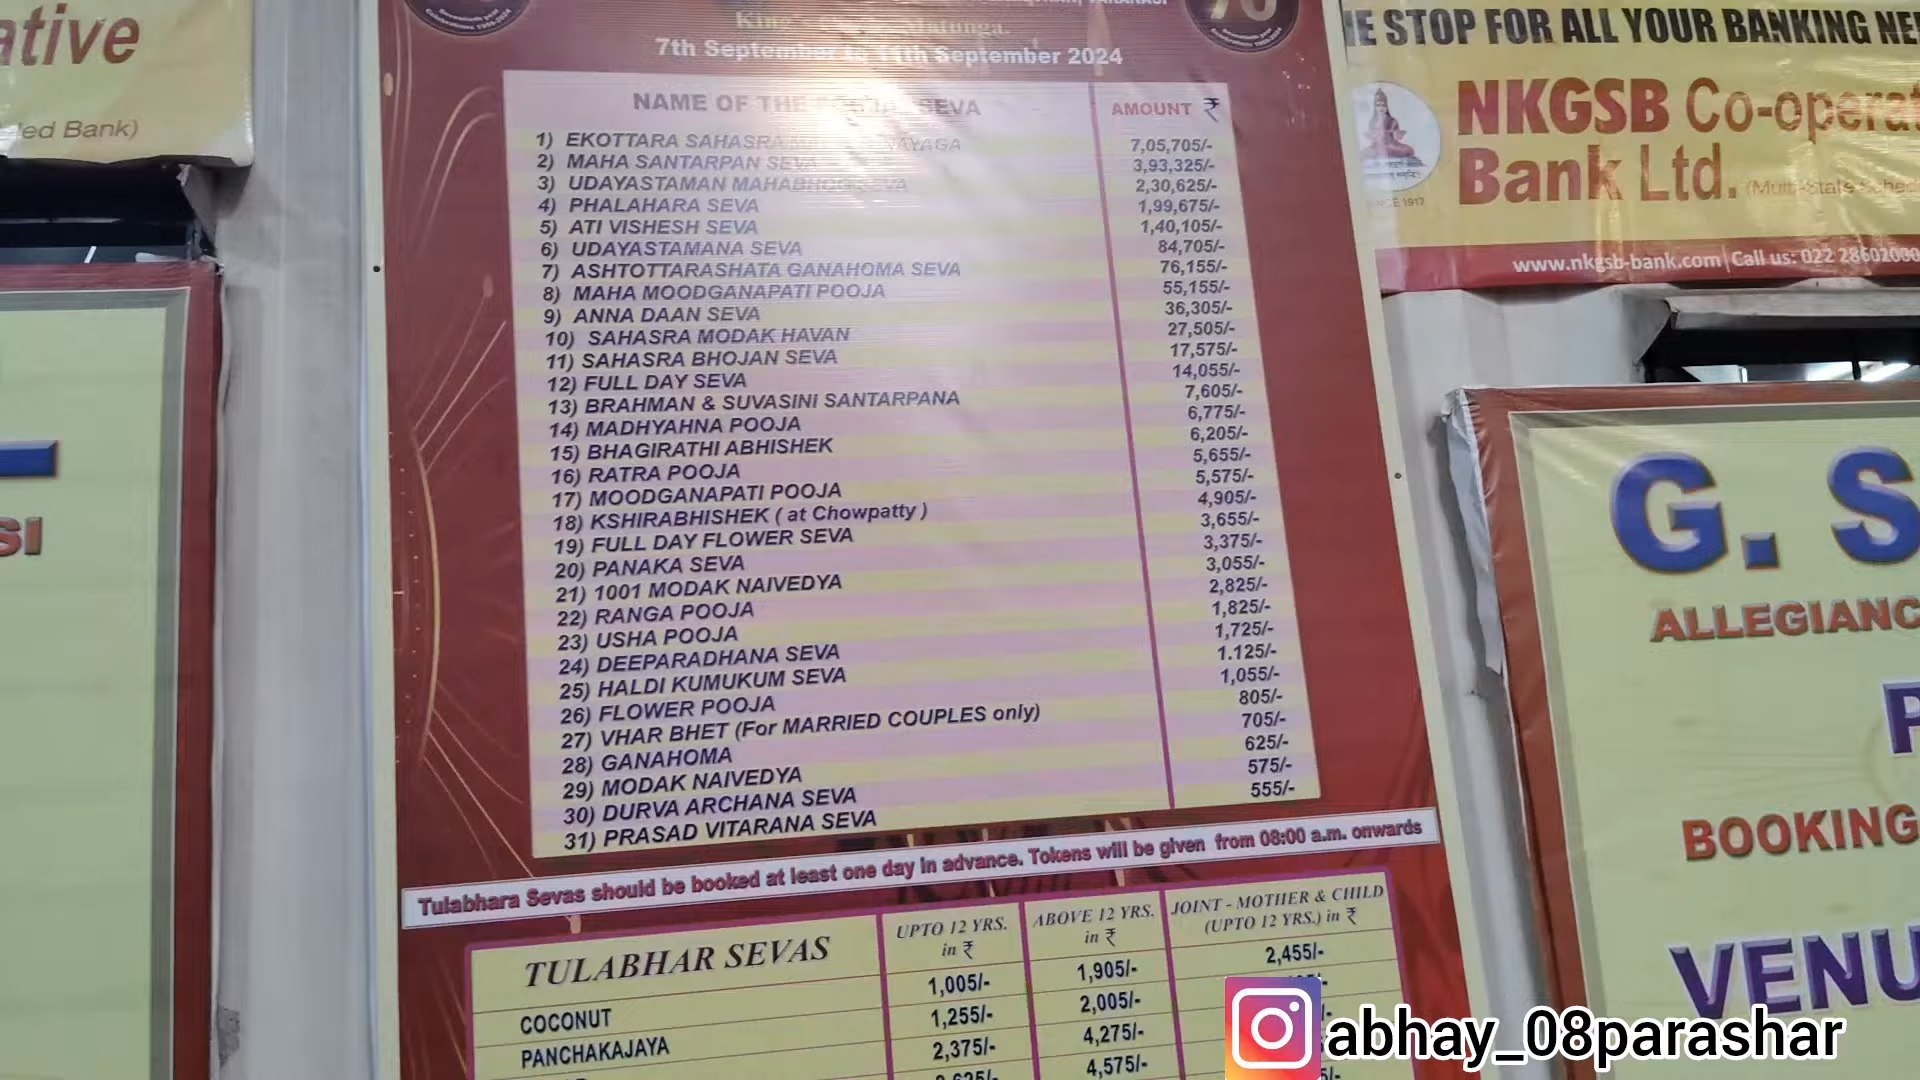 ative
ed Bank)
SI
7th September to 11th September 2024
NAME OF THE POOJA SEVA AMOUNT ₹
1) EKOTTARA SAHASRA 7,05,705/-
2) MAHA SANTARPAN SEVA 3,93,325/-
3) UDAYASTAMAN MAHABHOG SEVA 2,30,625/-
4) PHALAHARA SEVA 1,99,675/-
5) ATI VISHESH SEVA 1,40,105/-
6) UDAYASTAMANA SEVA 84,705/-
7) ASHTOTTARASHATA GANAHOMA SEVA 76,155/-
8) MAHA MOODGANAPATI POOJA 55,155/-
9) ANNA DAAN SEVA 36,305/-
10) SAHASRA MODAK HAVAN 27,505/-
11) SAHASRA BHOJAN SEVA 17,575/-
12) FULL DAY SEVA 14,055/-
13) BRAHMAN & SUVASINI SANTARPANA 7,605/-
14) MADHYAHNA POOJA 6,775/-
15) BHAGIRATHI ABHISHEK 6,205/-
16) RATRA POOJA 5,655/-
17) MOODGANAPATI POOJA 5,575/-
18) KSHIRABHISHEK ( at Chowpatty ) 4,905/-
19) FULL DAY FLOWER SEVA 3,655/-
20) PANAKA SEVA 3,375/-
21) 1001 MODAK NAIVEDYA 3,055/-
22) RANGA POOJA 2,825/-
23) USHA POOJA 1,825/-
24) DEEPARADHANA SEVA 1,725/-
25) HALDI KUMUKUM SEVA 1.125/-
26) FLOWER POOJA 1,055/-
27) VHAR BHET (For MARRIED COUPLES only) 805/-
28) GANAHOMA 705/-
29) MODAK NAIVEDYA 625/-
30) DURVA ARCHANA SEVA 575/-
31) PRASAD VITARANA SEVA 555/-
Tulabhara Sevas should be booked at least one day in advance. Tokens will be given from 08:00 a.m. onwards
TULABHAR SEVAS UPTO 12 YRS. in ₹ ABOVE 12 YRS. in ₹ JOINT - MOTHER & CHILD (UPTO 12 YRS.) in ₹
COCONUT 1,005/- 1,905/- 2,455/-
PANCHAKAJAYA 1,255/- 2,005/-
2,375/- 4,275/-
4,575/-
STOP FOR ALL YOUR BANKING
NKGSB Co-operat
Bank Ltd.
www.nkgsb-bank.com | Call us: 022 28602000
G. S
ALLEGIANC
P
BOOKING
VENU
abhay_08parashar